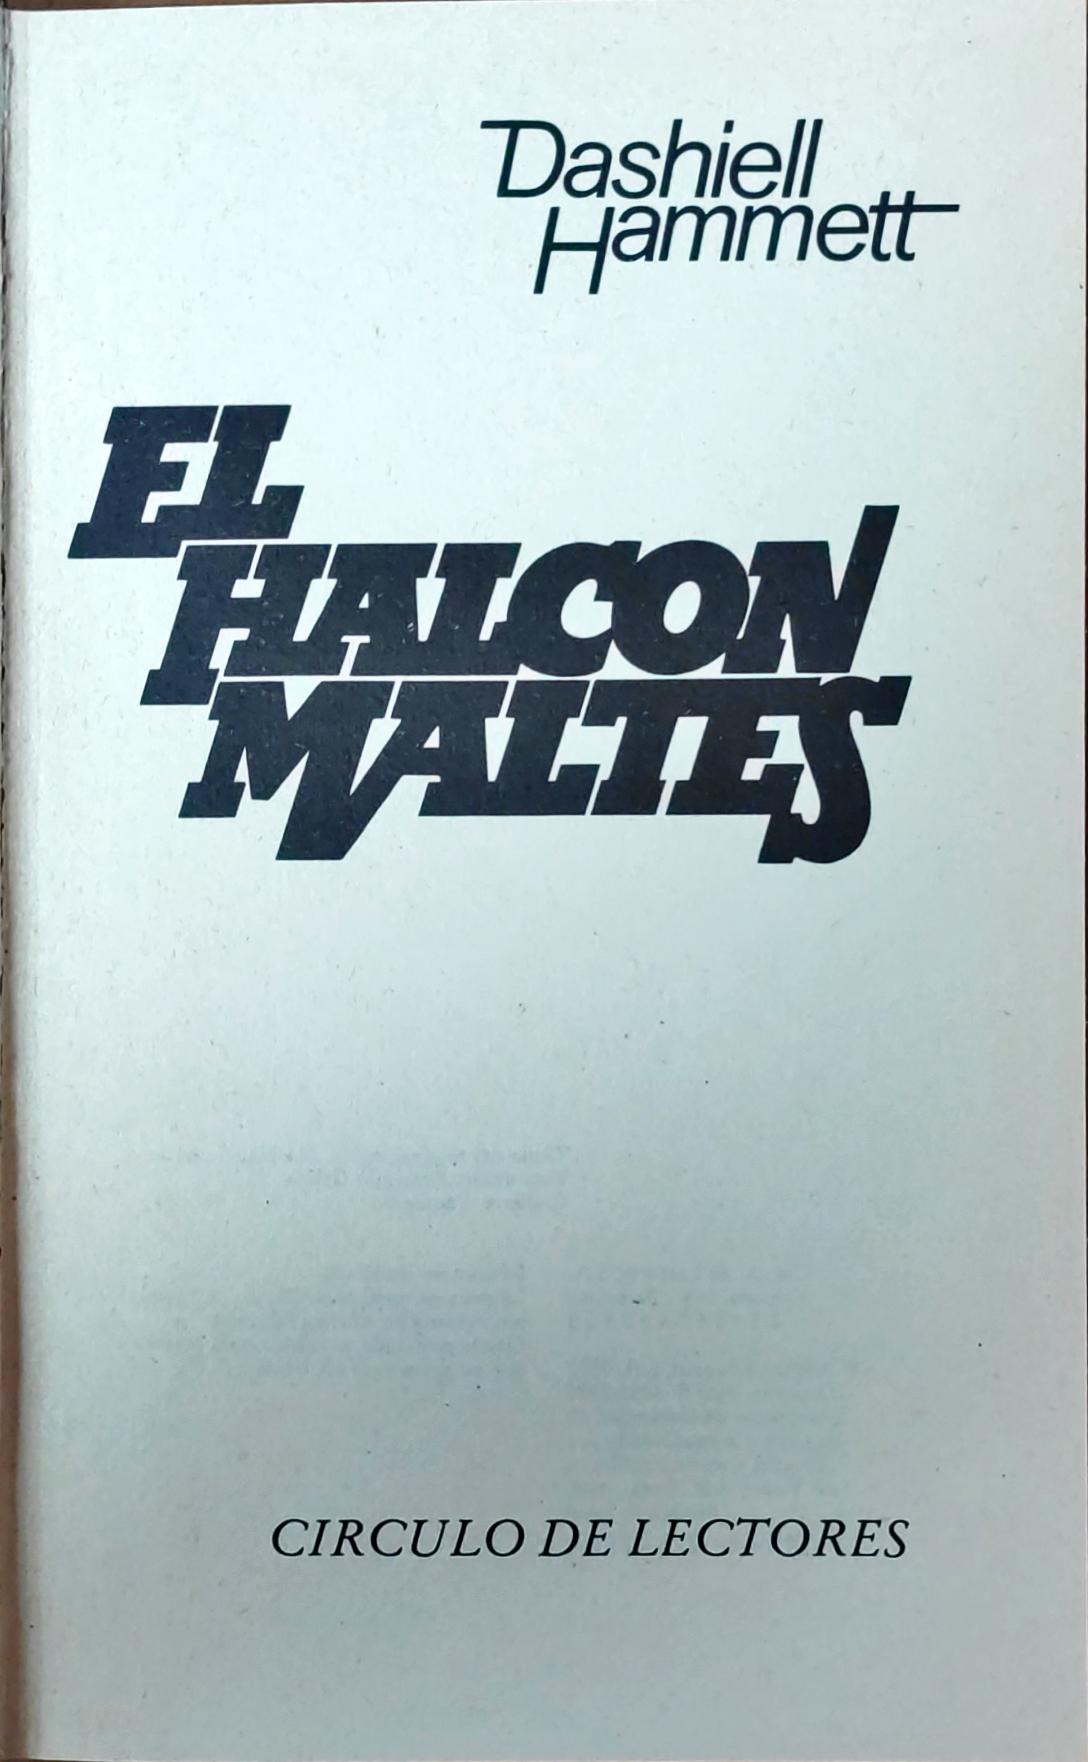 Dashiell
Hammett
EL
HALCON
MALTES
CIRCULO DE LECTORES